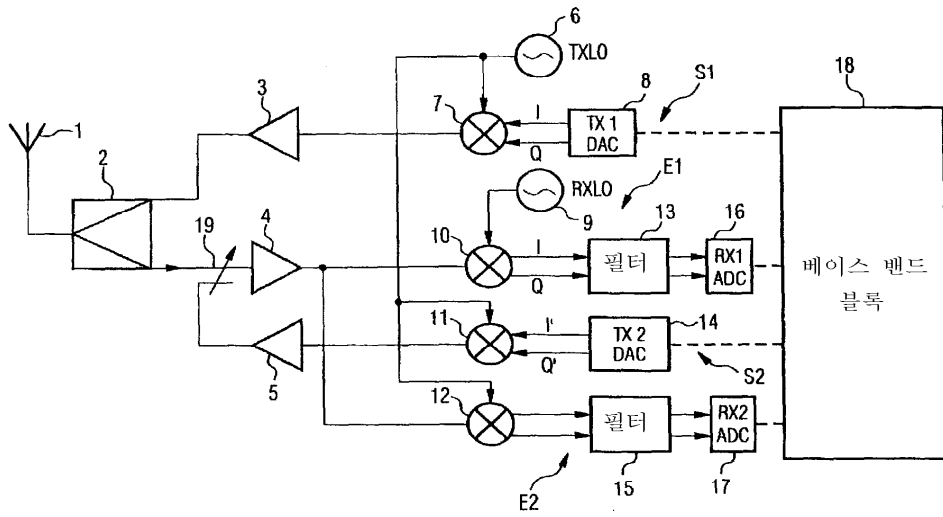 6
TXLO
3
1
7
I
Q
8
TX 1
DAC
S1
18
2
RXLO
9
E1
19
4
10
I
Q
13
필터
16
RX1
ADC
베이스 밴드
블록
5
11
I'
Q'
TX 2
DAC
14
S2
12
필터
15
RX2
ADC
17
E2